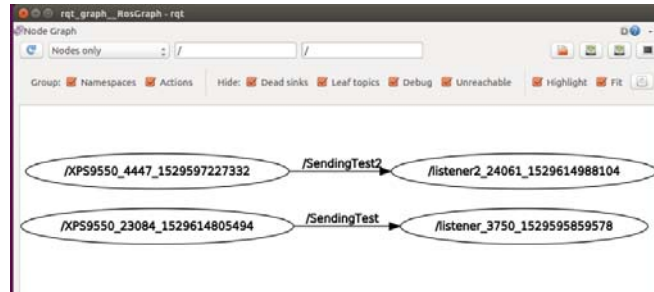 rqt_graph__RosGraph - rqt
Node Graph
D
Nodes only
/
/
Group: Namespaces Actions Hide: Dead sinks Leaf topics Debug Unreachable Highlight Fit
/XPS9550_4447_1529597227332 /SendingTest2 /listener2_24061_1529614988104
/XPS9550_23084_1529614805494 /SendingTest /listener_3750_1529595859578